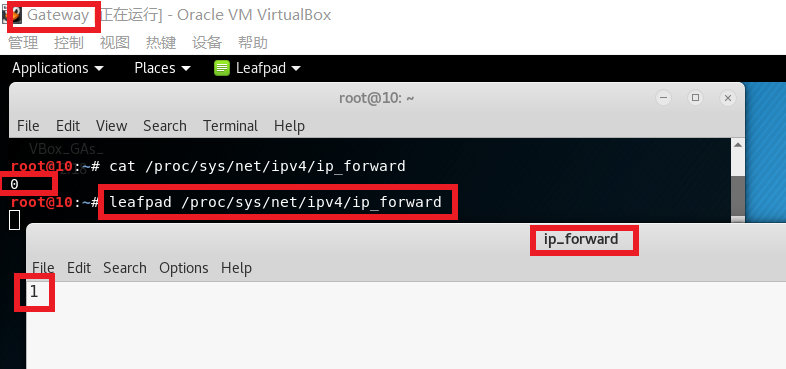 Gateway [正在运行] - Oracle VM VirtualBox
管理 控制 视图 热键 设备 帮助
Applications Places Leafpad
root@10: ~
File Edit View Search Terminal Help
VBox_GAs_
root@10:~# cat /proc/sys/net/ipv4/ip_forward
0
root@10:~# leafpad /proc/sys/net/ipv4/ip_forward
ip_forward
File Edit Search Options Help
1